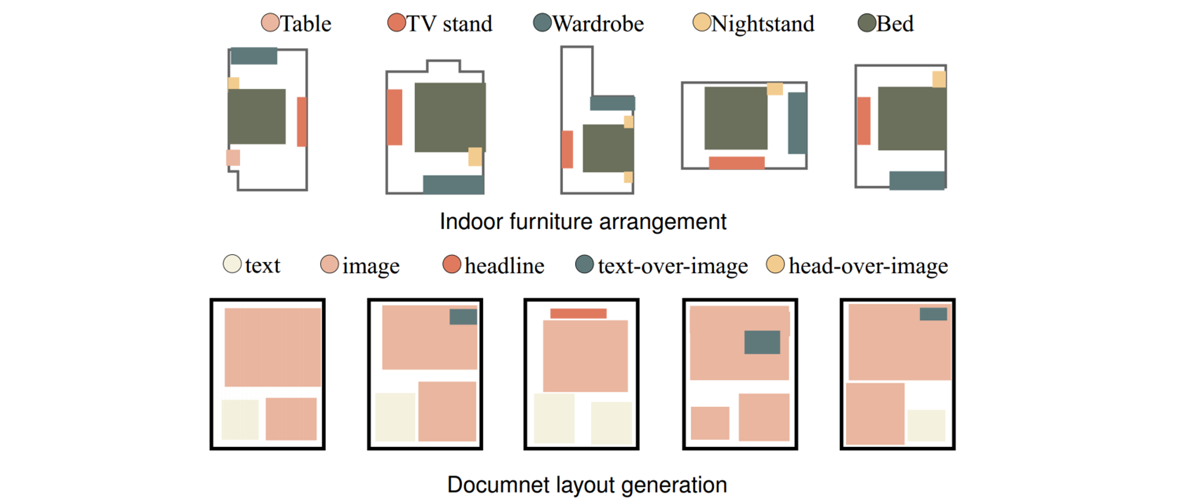 Table TV stand Wardrobe Nightstand Bed
Indoor furniture arrangement
text image headline text-over-image head-over-image
Documnet layout generation